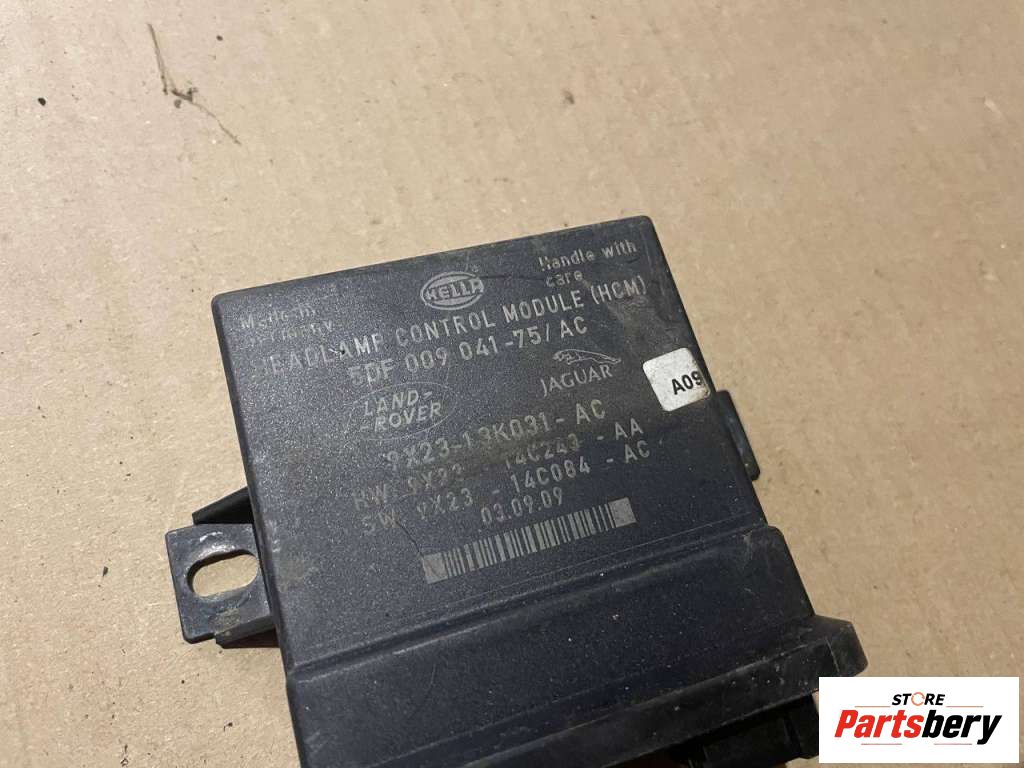 HELLA
Handle with
care
Made in
Germany
HEADLAMP CONTROL MODULE (HCM)
5DF 009 041-75/AC
LAND-
ROVER
JAGUAR
A09
9X23-13K031-AC
HW 9X23 -14C243 -AA
SW 9X23 -14C084 -AC
03.09.09
STORE
Partsbery